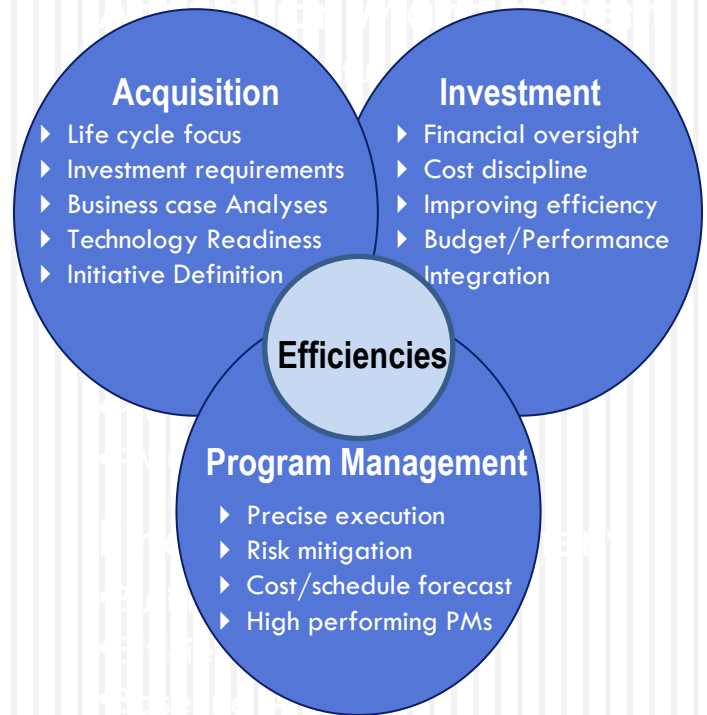 Acquisition
Life cycle focus
Investment requirements
Business case Analyses
Technology Readiness
Initiative Definition
Investment
Financial oversight
Cost discipline
Improving efficiency
Budget/Performance
Integration
Efficiencies
Program Management
Precise execution
Risk mitigation
Cost/schedule forecast
High performing PMs